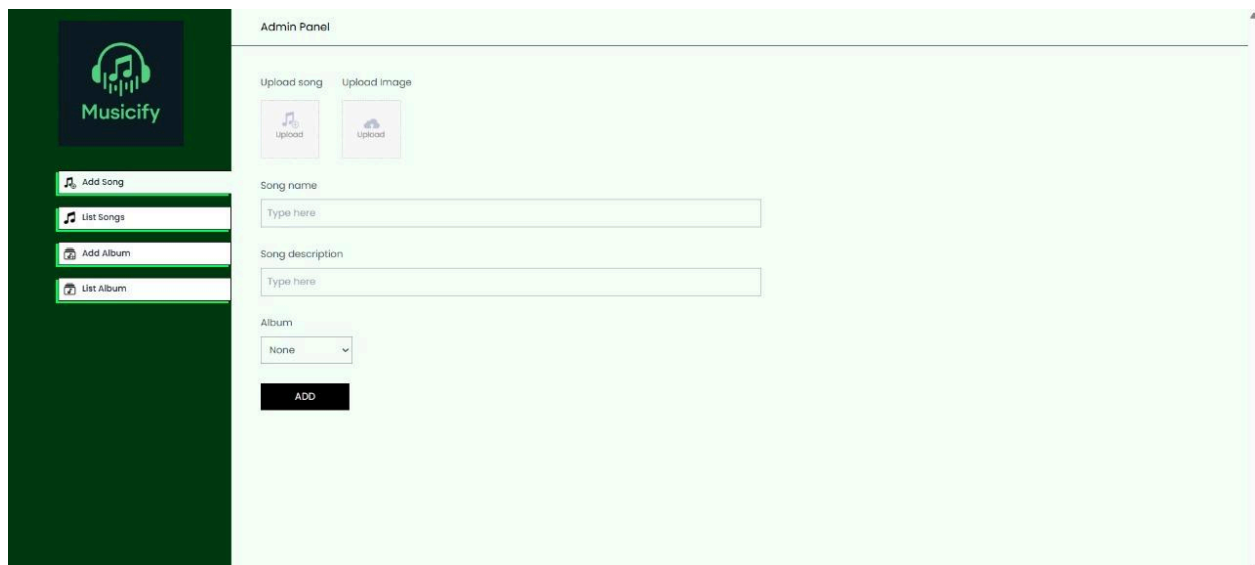 Musicify
Add Song
List Songs
Add Album
List Album
Admin Panel
Upload song Upload Image
Upload Upload
Song name
Type here
Song description
Type here
Album
None
ADD